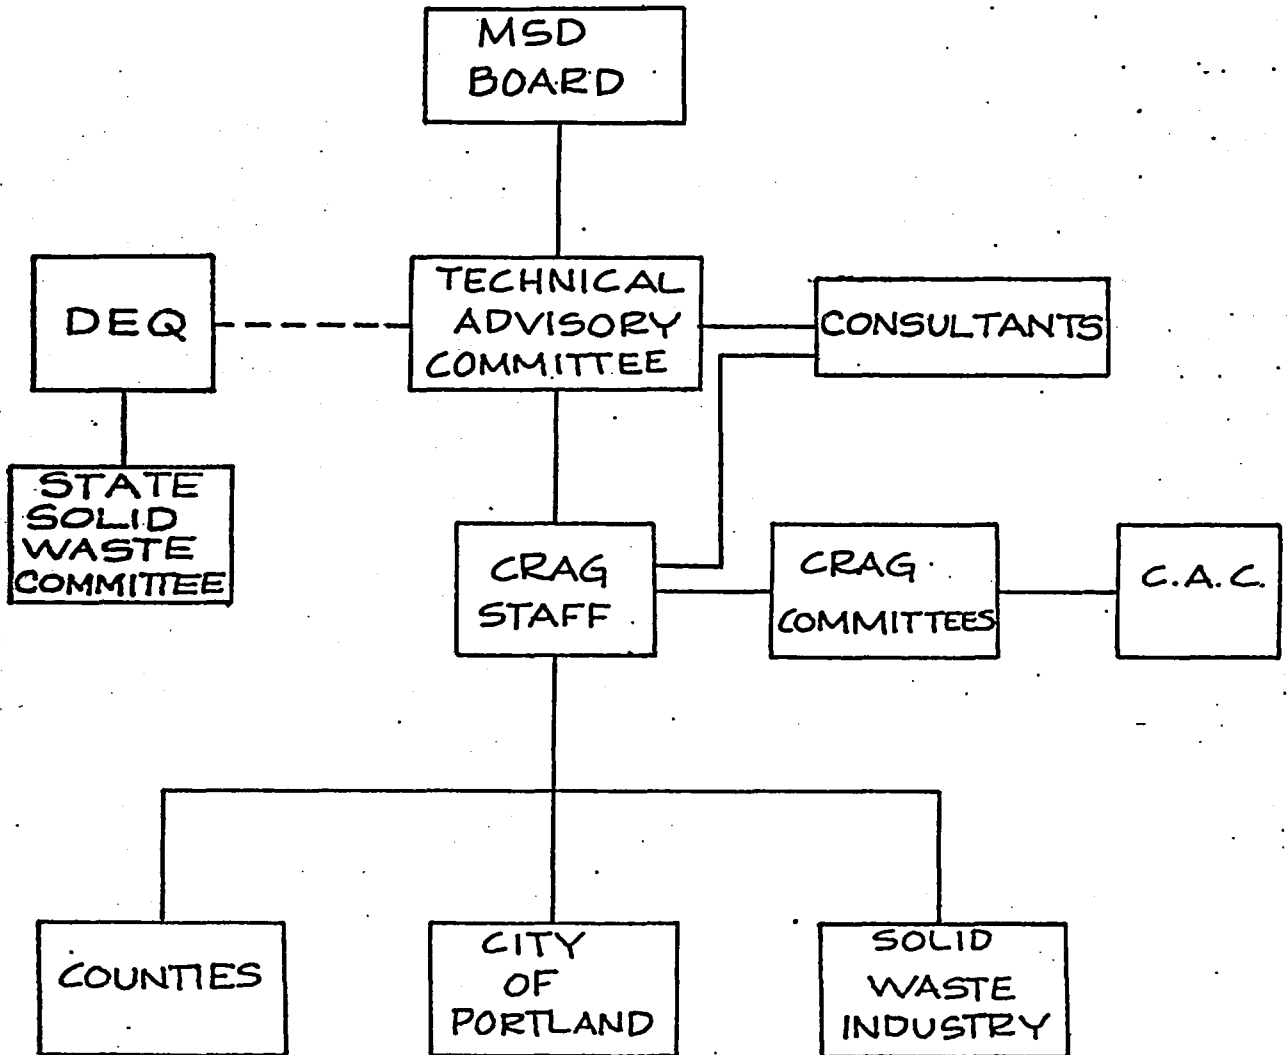 MSD
BOARD
DEQ
TECHNICAL
ADVISORY
COMMITTEE
CONSULTANTS
STATE
SOLID
WASTE
COMMITTEE
CRAG
STAFF
CRAG
COMMITTEES
C.A.C.
COUNTIES
CITY
OF
PORTLAND
SOLID
WASTE
INDUSTRY